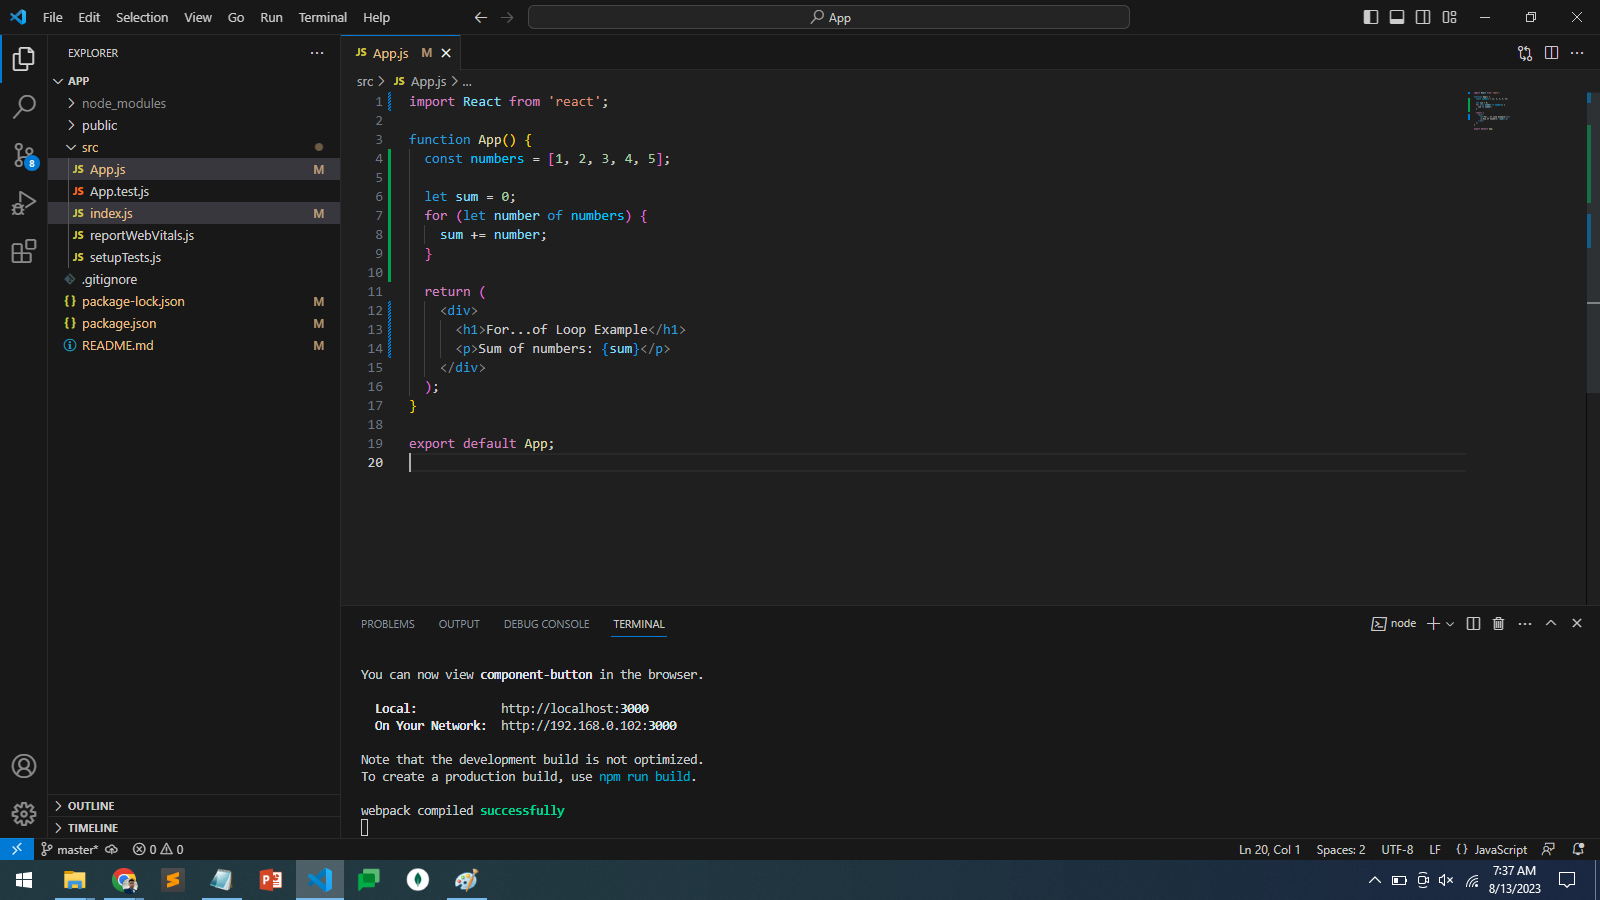 File Edit Selection View Go Run Terminal Help
App
EXPLORER
APP
node_modules
public
src
JS App.js M
JS App.test.js
JS index.js M
JS reportWebVitals.js
JS setupTests.js
.gitignore
{} package-lock.json M
{} package.json M
README.md M
OUTLINE
TIMELINE
8
JS App.js M
src > JS App.js > ...
1 import React from 'react';
2
3 function App() {
4 const numbers = [1, 2, 3, 4, 5];
5
6 let sum = 0;
7 for (let number of numbers) {
8 sum += number;
9 }
10
11 return (
12 <div>
13 <h1>For...of Loop Example</h1>
14 <p>Sum of numbers: {sum}</p>
15 </div>
16 );
17 }
18
19 export default App;
20
PROBLEMS OUTPUT DEBUG CONSOLE TERMINAL
node
You can now view component-button in the browser.
Local: http://localhost:3000
On Your Network: http://192.168.0.102:3000
Note that the development build is not optimized.
To create a production build, use npm run build.
webpack compiled successfully
master* 0 0
Ln 20, Col 1 Spaces: 2 UTF-8 LF {} JavaScript
7:37 AM
8/13/2023